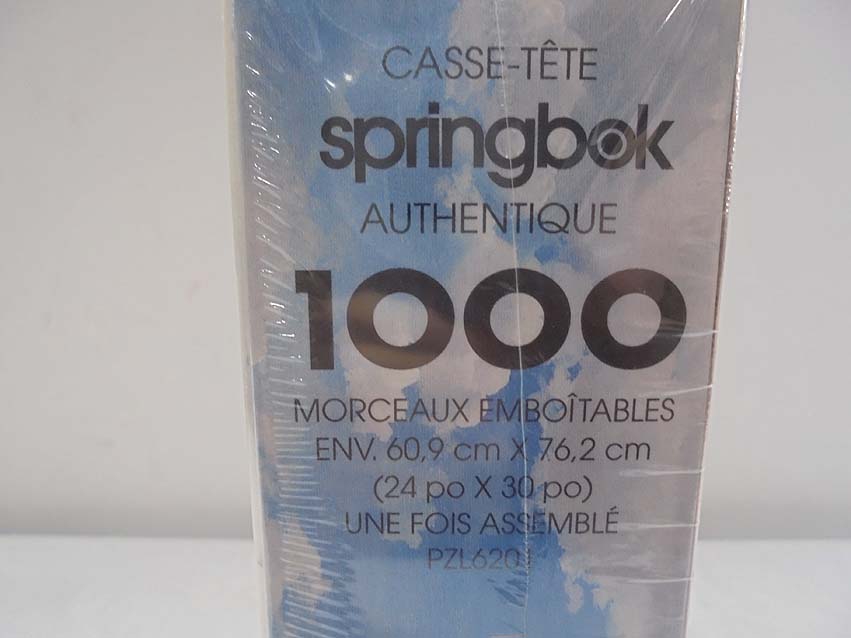 CASSE-TÊTE
springbok
AUTHENTIQUE
1000
MORCEAUX EMBOÎTABLES
ENV. 60,9 cm X 76,2 cm
(24 po X 30 po)
UNE FOIS ASSEMBLÉ
PZL6201